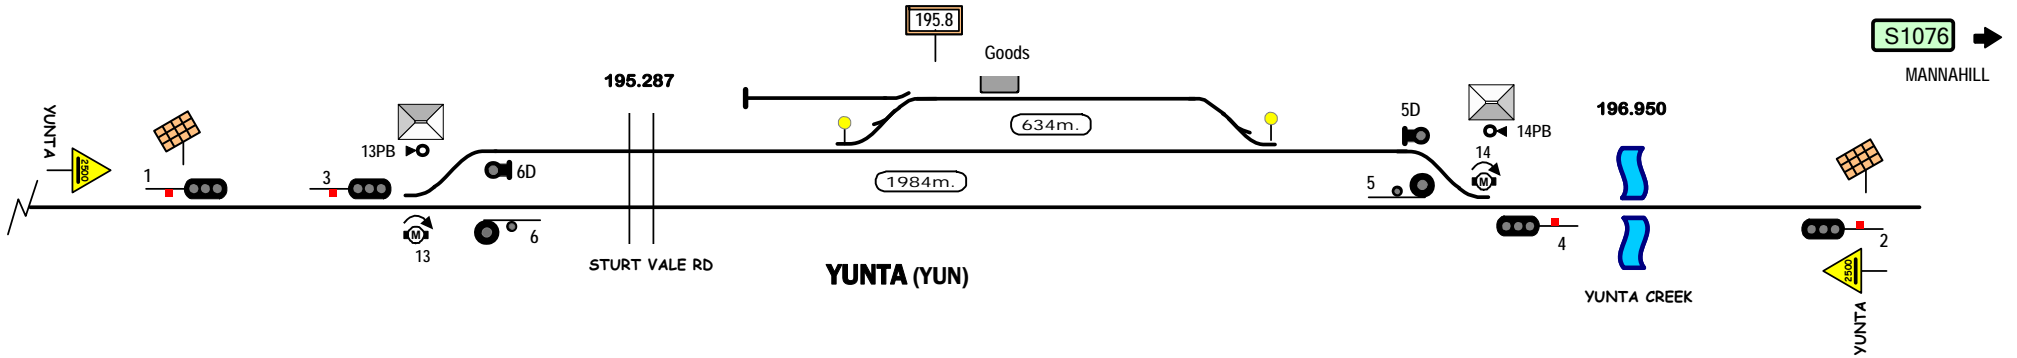 195.8
S1076
Goods
MANNAHILL
195.287
196.950
YUNTA
5D
634m.
14PB
13PB
14
M
2500
6D
1
3
1984m.
5
M
13
6
4
2
STURT VALE RD
YUNTA (YUN)
2500
YUNTA CREEK
YUNTA